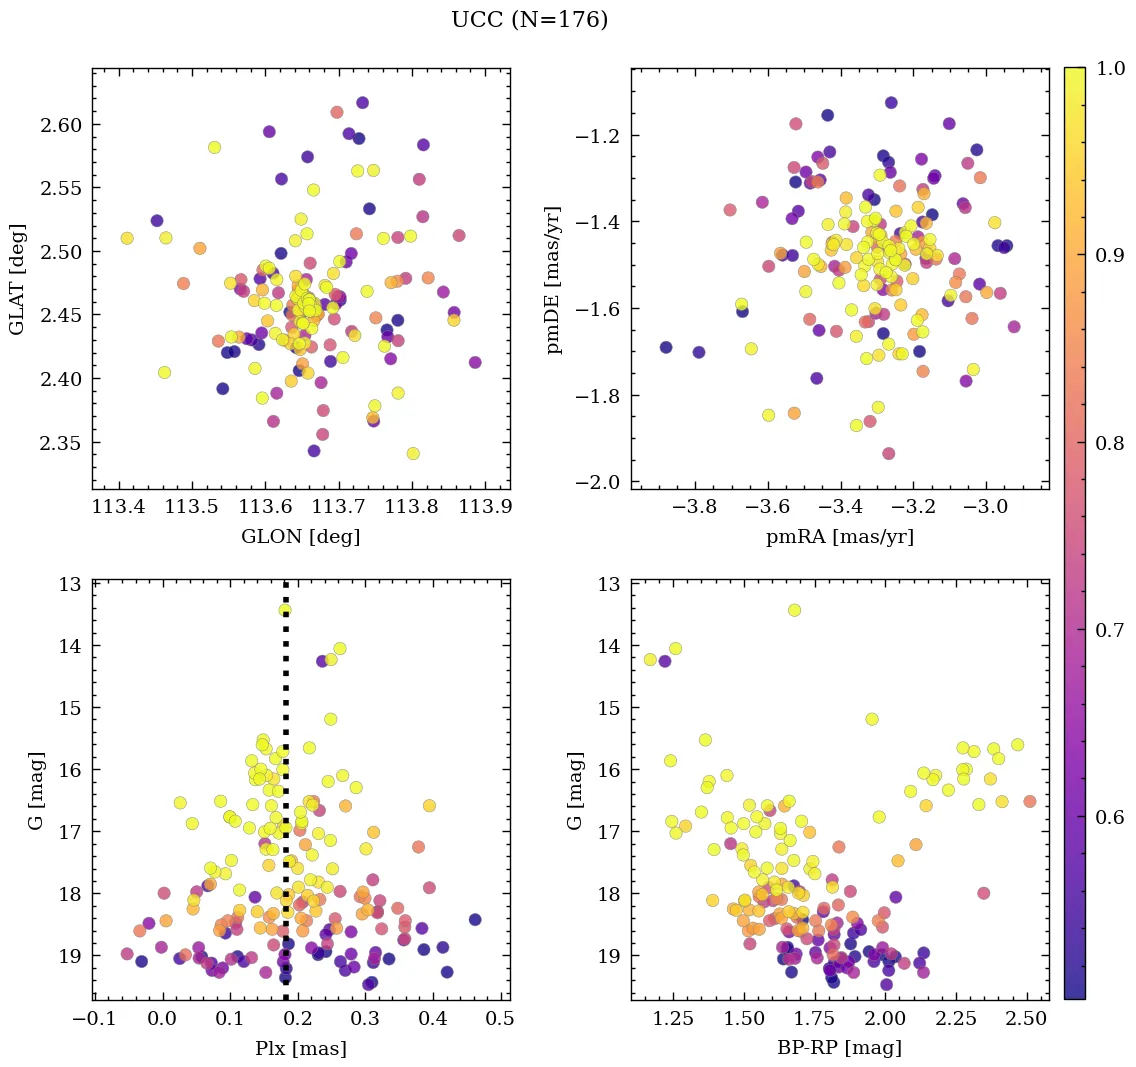 UCC (N=176)
2.60
2.55
2.50
2.45
2.40
2.35
GLAT [deg]
113.4 113.5 113.6 113.7 113.8 113.9
GLON [deg]
−1.2
−1.4
−1.6
−1.8
−2.0
pmDE [mas/yr]
−3.8 −3.6 −3.4 −3.2 −3.0
pmRA [mas/yr]
1.0
0.9
0.8
0.7
0.6
13
14
15
16
17
18
19
G [mag]
−0.1 0.0 0.1 0.2 0.3 0.4 0.5
Plx [mas]
13
14
15
16
17
18
19
G [mag]
1.25 1.50 1.75 2.00 2.25 2.50
BP-RP [mag]